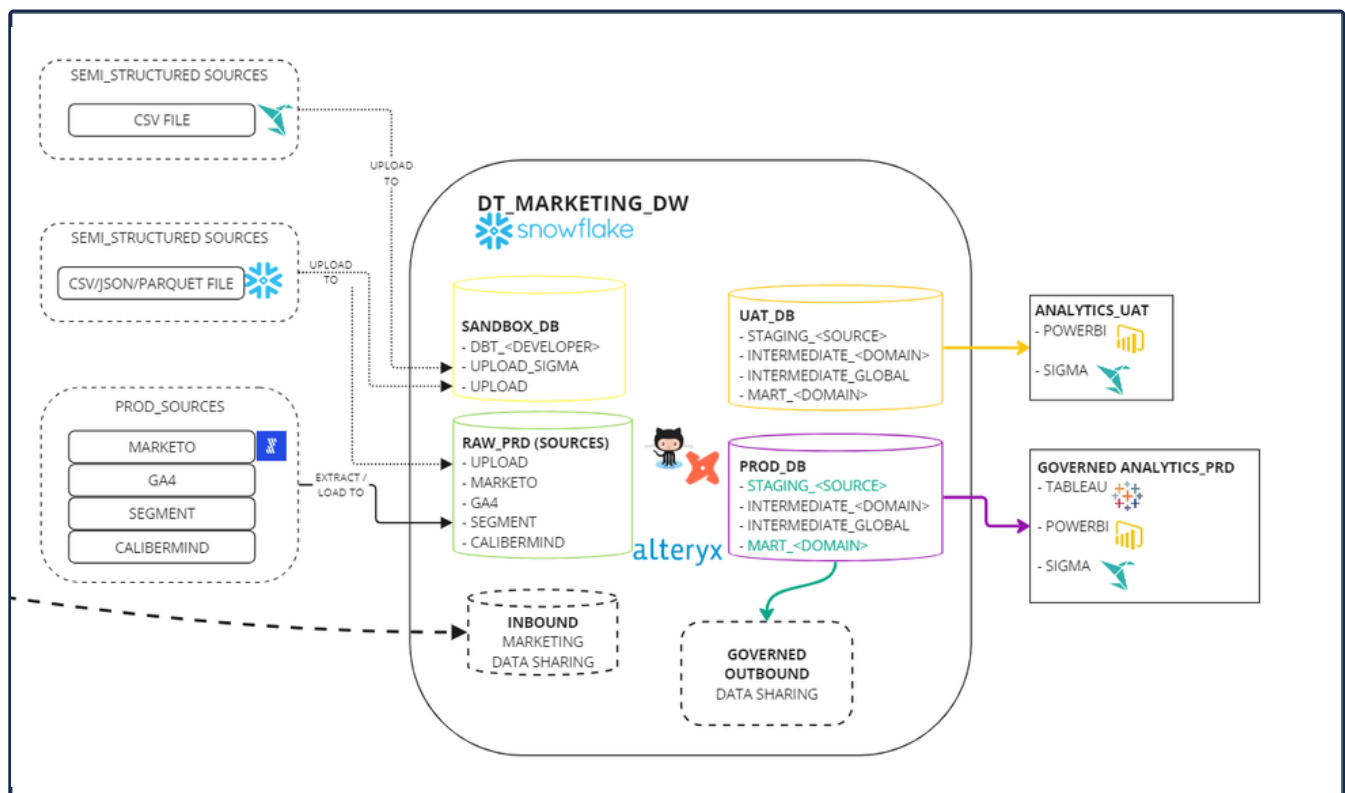 SEMI_STRUCTURED SOURCES
CSV FILE
UPLOAD
TO
SEMI_STRUCTURED SOURCES
CSV/JSON/PARQUET FILE
UPLOAD
TO
PROD_SOURCES
MARKETO
GA4
SEGMENT
CALIBERMIND
EXTRACT /
LOAD TO
DT_MARKETING_DW
snowflake
SANDBOX_DB
- DBT_<DEVELOPER>
- UPLOAD_SIGMA
- UPLOAD
RAW_PRD (SOURCES)
- UPLOAD
- MARKETO
- GA4
- SEGMENT
- CALIBERMIND
INBOUND
MARKETING
DATA SHARING
alteryx
UAT_DB
- STAGING_<SOURCE>
- INTERMEDIATE_<DOMAIN>
- INTERMEDIATE_GLOBAL
- MART_<DOMAIN>
PROD_DB
- STAGING_<SOURCE>
- INTERMEDIATE_<DOMAIN>
- INTERMEDIATE_GLOBAL
- MART_<DOMAIN>
GOVERNED
OUTBOUND
DATA SHARING
ANALYTICS_UAT
- POWERBI
- SIGMA
GOVERNED ANALYTICS_PRD
- TABLEAU
- POWERBI
- SIGMA